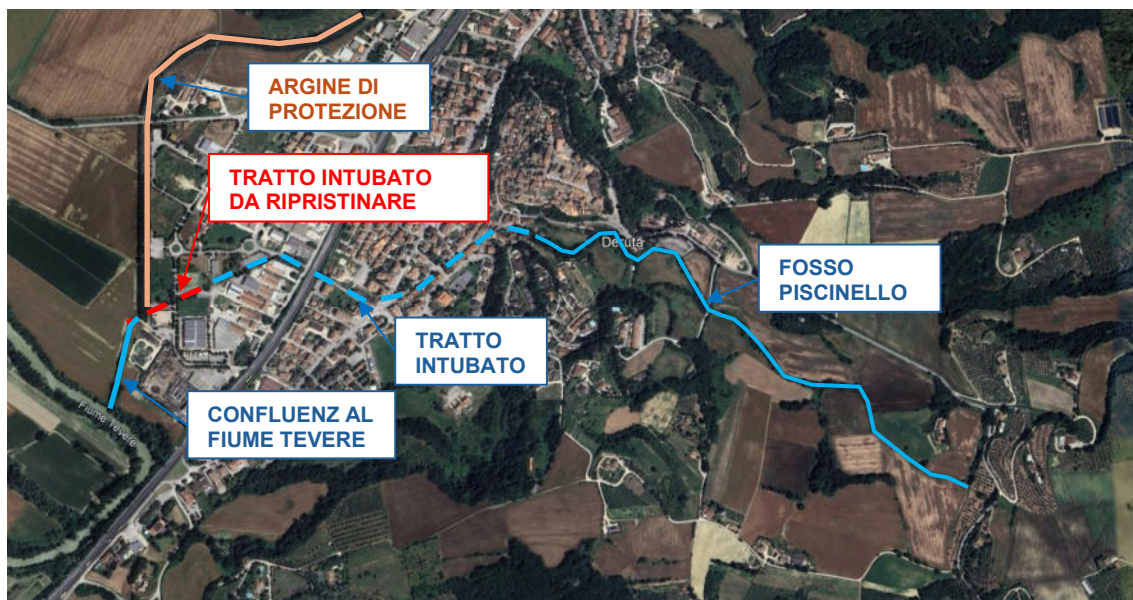 ARGINE DI
PROTEZIONE
TRATTO INTUBATO
DA RIPRISTINARE
Deruta
FOSSO
PISCINELLO
TRATTO
INTUBATO
CONFLUENZ AL
FIUME TEVERE
Fiume Tevere